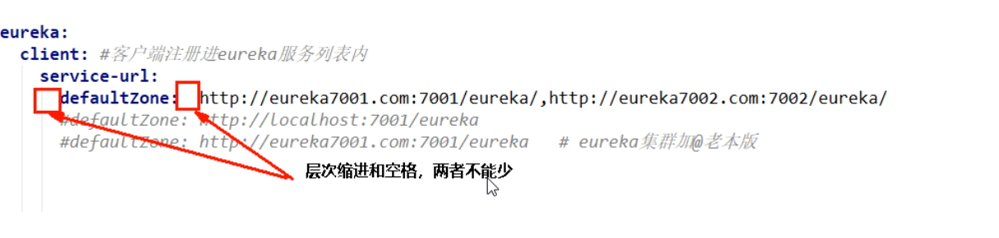 eureka:
client: #客户端注册进eureka服务列表内
service-url:
defaultZone: http://eureka7001.com:7001/eureka/,http://eureka7002.com:7002/eureka/
#defaultZone: http://localhost:7001/eureka
#defaultZone: http://eureka7001.com:7001/eureka # eureka集群加@老本版
层次缩进和空格，两者不能少